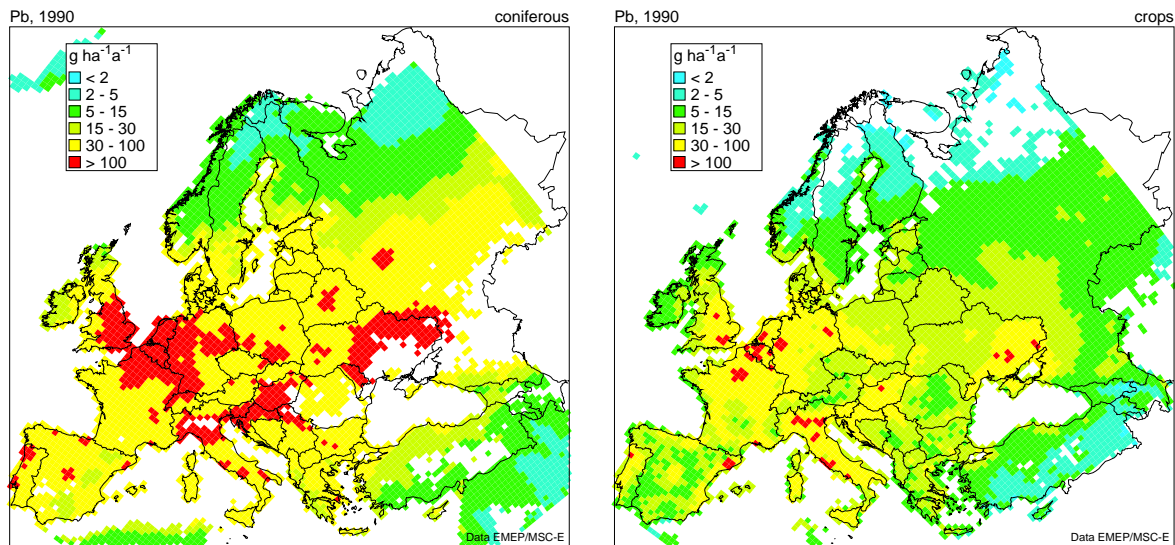 Pb, 1990 coniferous
g ha⁻¹a⁻¹
< 2
2 - 5
5 - 15
15 - 30
30 - 100
> 100
Data EMEP/MSC-E
Pb, 1990 crops
g ha⁻¹a⁻¹
< 2
2 - 5
5 - 15
15 - 30
30 - 100
> 100
Data EMEP/MSC-E